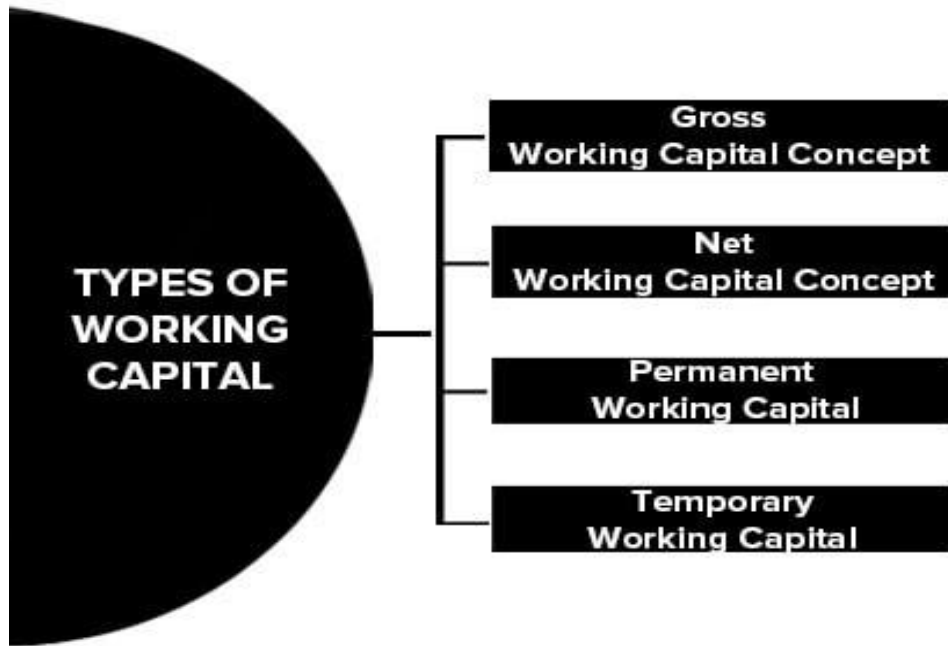 TYPES OF
WORKING
CAPITAL
Gross
Working Capital Concept
Net
Working Capital Concept
Permanent
Working Capital
Temporary
Working Capital